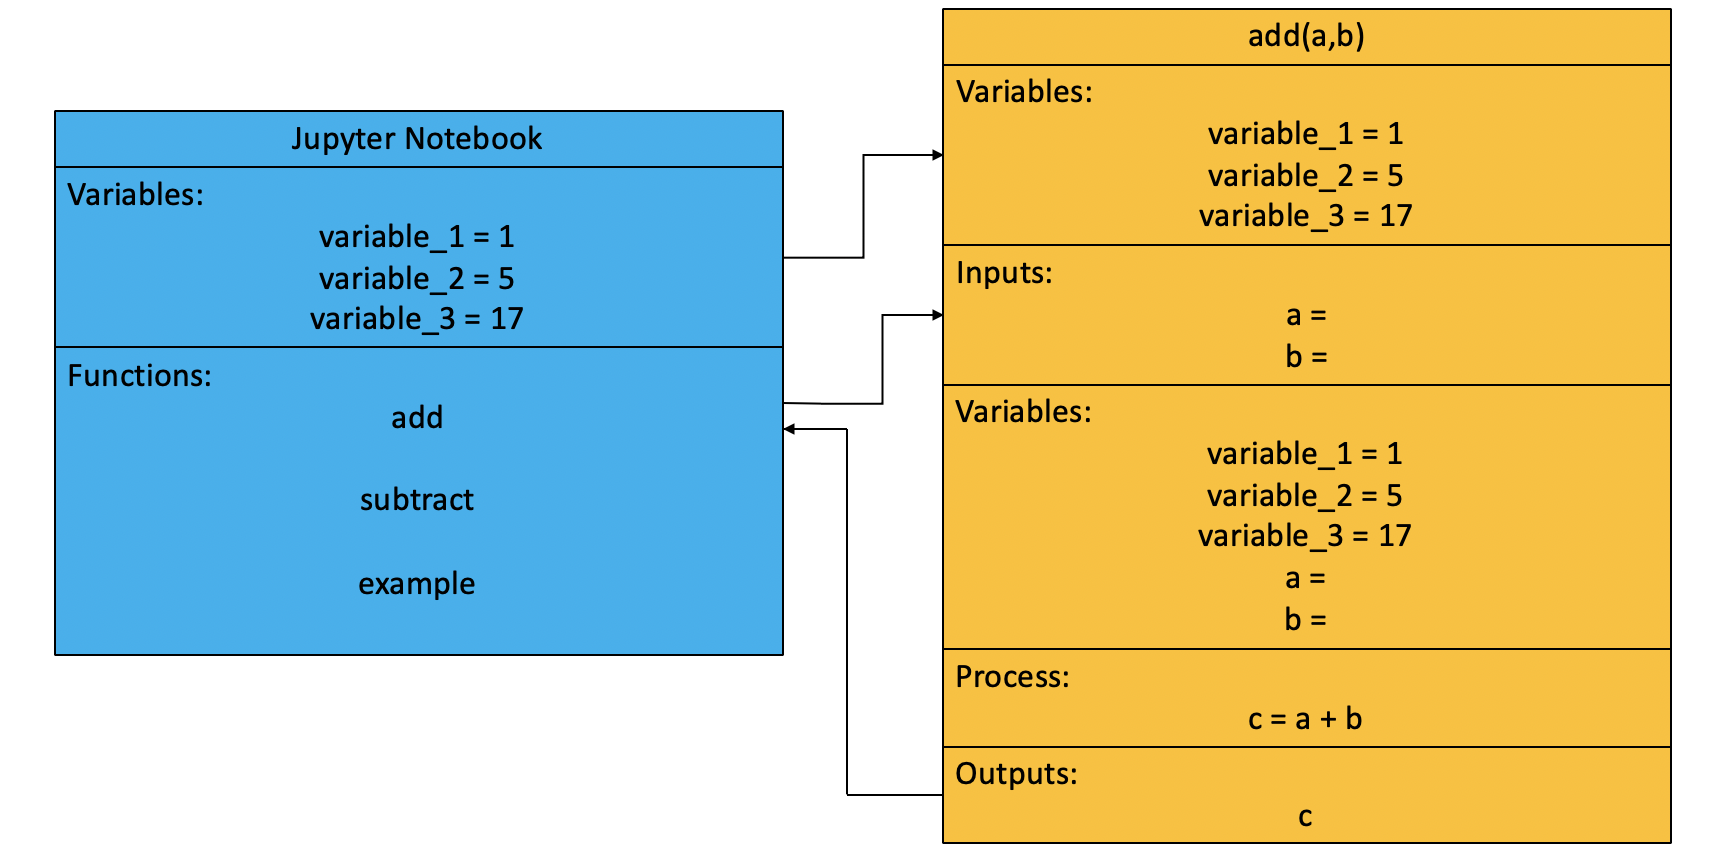 Jupyter Notebook
Variables:
variable_1 = 1
variable_2 = 5
variable_3 = 17
Functions:
add
subtract
example
add(a,b)
Variables:
variable_1 = 1
variable_2 = 5
variable_3 = 17
Inputs:
a =
b =
Variables:
variable_1 = 1
variable_2 = 5
variable_3 = 17
a =
b =
Process:
c = a + b
Outputs:
c